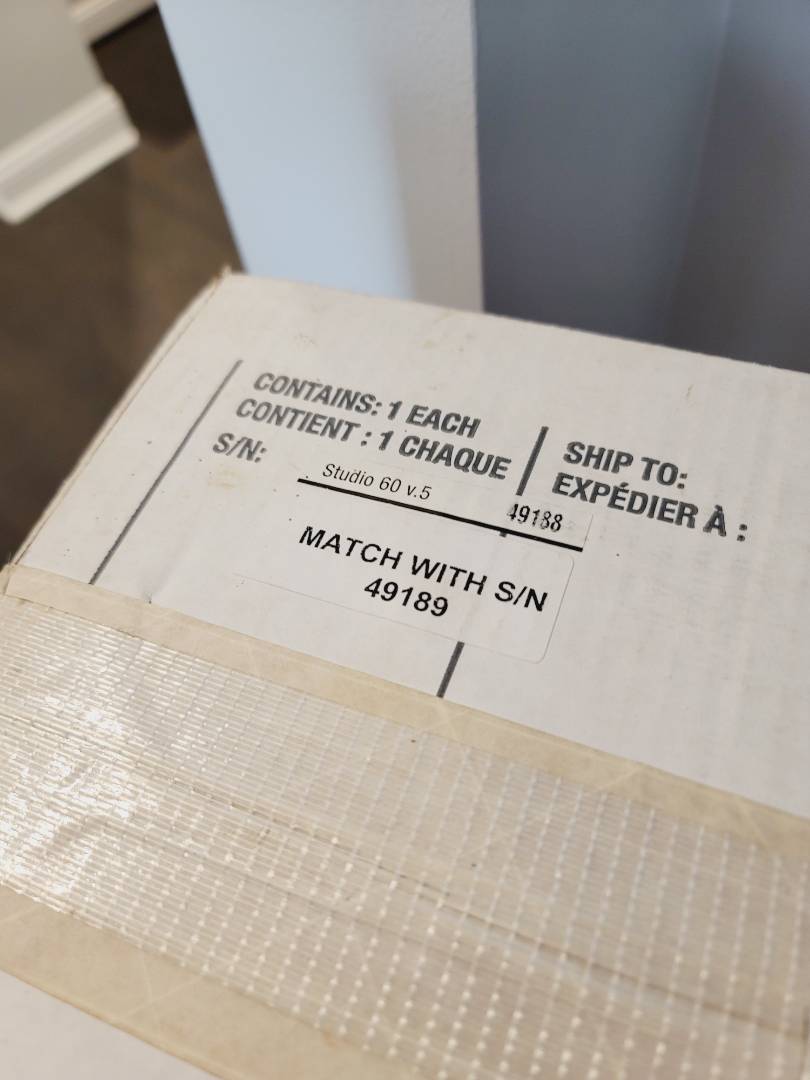 CONTAINS: 1 EACH
CONTIENT : 1 CHAQUE
S/N:
Studio 60 v.5
49188
MATCH WITH S/N
49189
SHIP TO:
EXPÉDIER À :